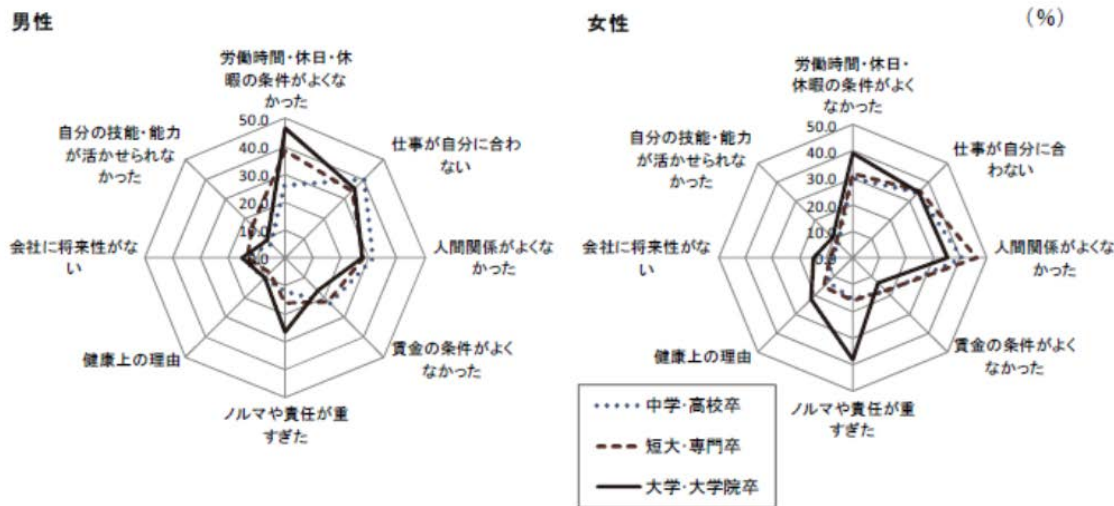 男性
労働時間・休日・休
暇の条件がよくな
かった
仕事が自分に合わ
ない
人間関係がよくな
かった
賃金の条件がよく
なかった
ノルマや責任が重
すぎた
健康上の理由
会社に将来性がな
い
自分の技能・能力
が活かせられな
かった
50.0
40.0
30.0
20.0
10.0
0.0
女性
(%)
労働時間・休日・
休暇の条件がよく
なかった
仕事が自分に合
わない
人間関係がよくな
かった
賃金の条件がよく
なかった
ノルマや責任が重
すぎた
健康上の理由
会社に将来性がな
い
自分の技能・能力
が活かせられな
かった
50.0
40.0
30.0
20.0
10.0
0.0
中学・高校卒
短大・専門卒
大学・大学院卒